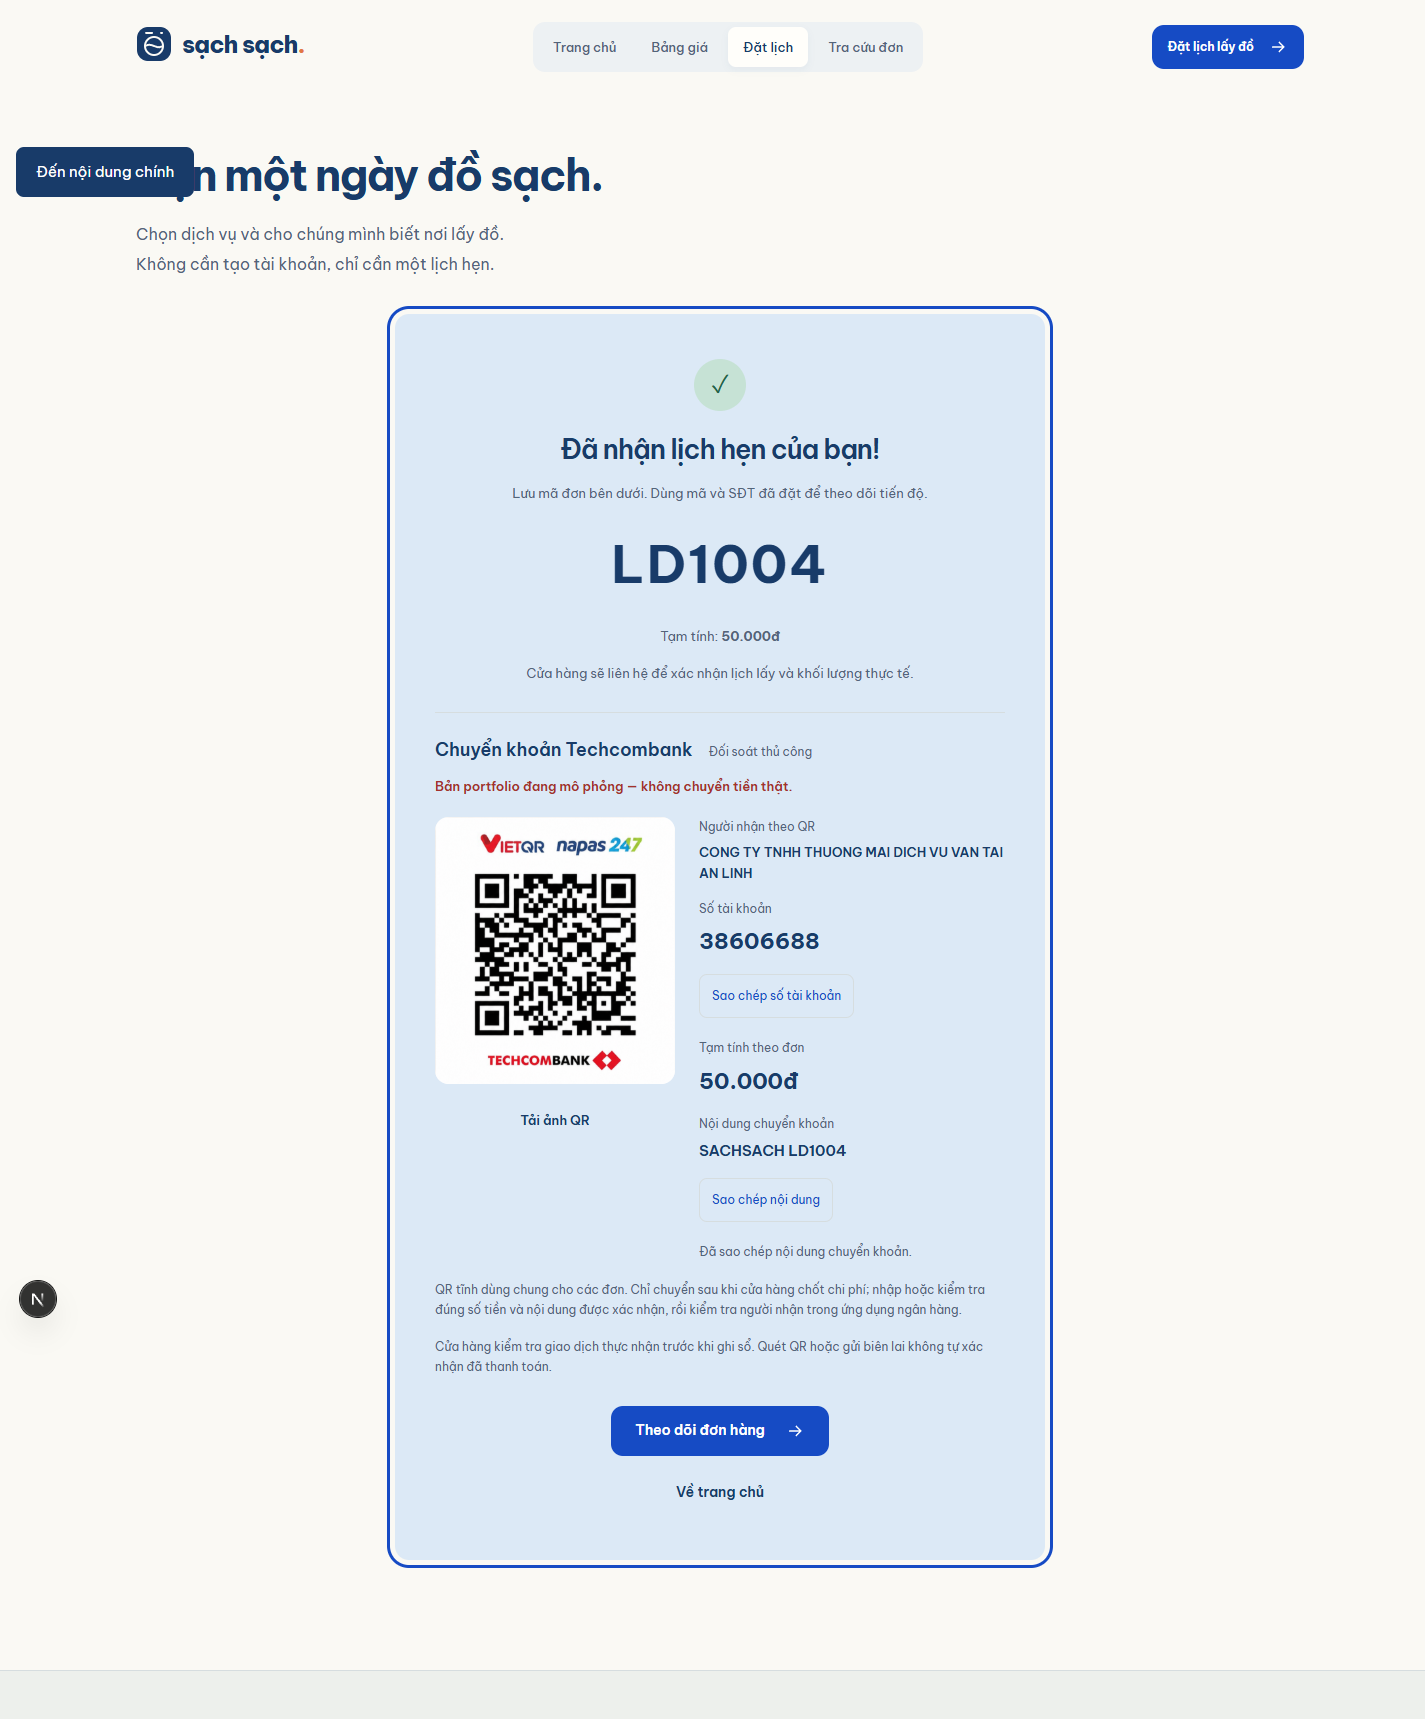 sạch sạch.
Trang chủ
Bảng giá
Đặt lịch
Tra cứu đơn
Đặt lịch lấy đồ →
Đến nội dung chính
n một ngày đồ sạch.
Chọn dịch vụ và cho chúng mình biết nơi lấy đồ.
Không cần tạo tài khoản, chỉ cần một lịch hẹn.
✓
Đã nhận lịch hẹn của bạn!
Lưu mã đơn bên dưới. Dùng mã và SĐT đã đặt để theo dõi tiến độ.
LD1004
Tạm tính: 50.000đ
Cửa hàng sẽ liên hệ để xác nhận lịch lấy và khối lượng thực tế.
Chuyển khoản Techcombank Đối soát thủ công
Bản portfolio đang mô phỏng — không chuyển tiền thật.
VIETQR napas 247
TECHCOMBANK
Tải ảnh QR
Người nhận theo QR
CONG TY TNHH THUONG MAI DICH VU VAN TAI
AN LINH
Số tài khoản
38606688
Sao chép số tài khoản
Tạm tính theo đơn
50.000đ
Nội dung chuyển khoản
SACHSACH LD1004
Sao chép nội dung
Đã sao chép nội dung chuyển khoản.
QR tĩnh dùng chung cho các đơn. Chỉ chuyển sau khi cửa hàng chốt chi phí; nhập hoặc kiểm tra
đúng số tiền và nội dung được xác nhận, rồi kiểm tra người nhận trong ứng dụng ngân hàng.
Cửa hàng kiểm tra giao dịch thực nhận trước khi ghi sổ. Quét QR hoặc gửi biên lai không tự xác
nhận đã thanh toán.
Theo dõi đơn hàng →
Về trang chủ
N